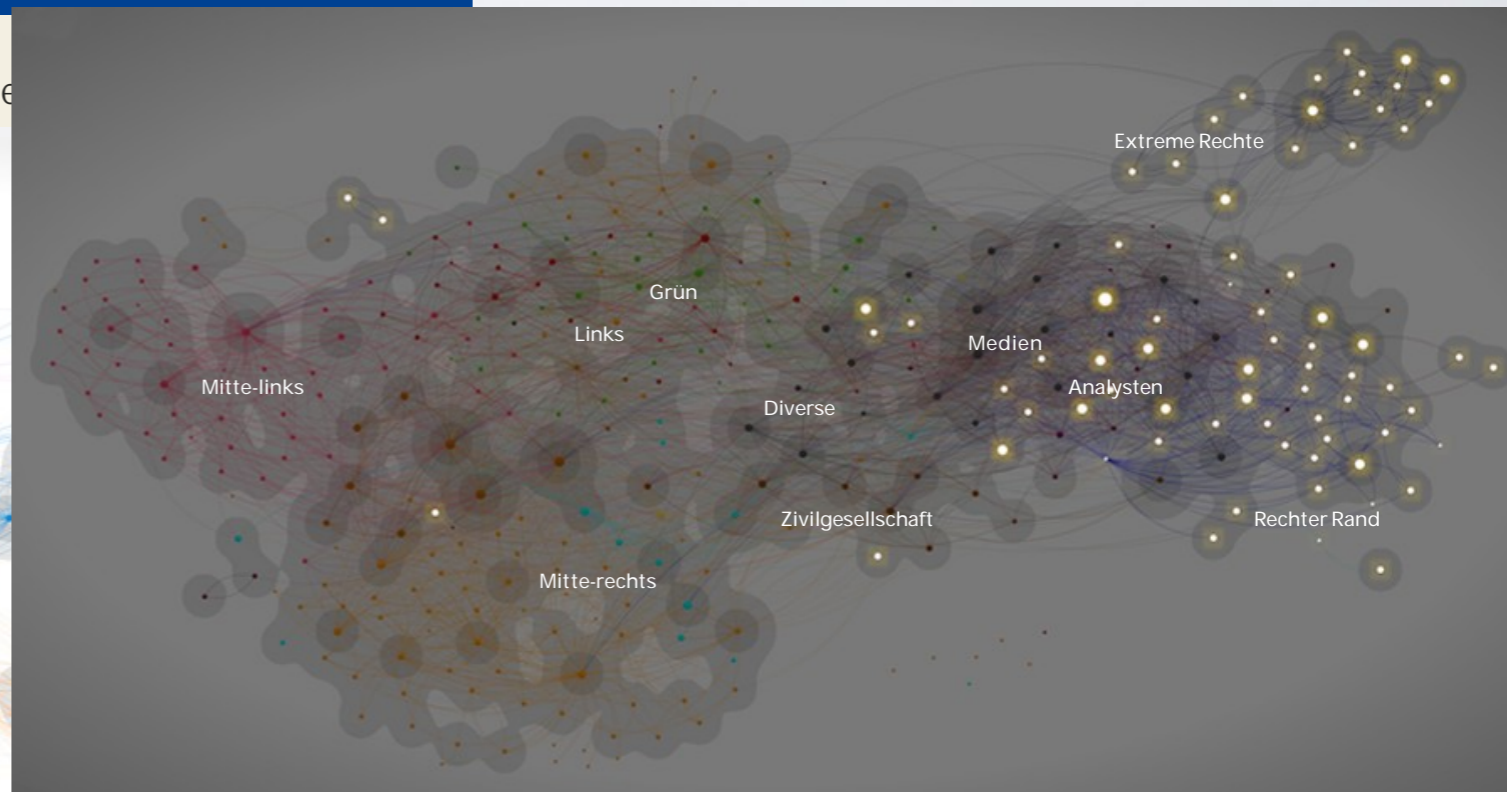 e
Extreme Rechte
Grün
Links
Medien
Mitte-links
Analysten
Diverse
Zivilgesellschaft
Rechter Rand
Mitte-rechts